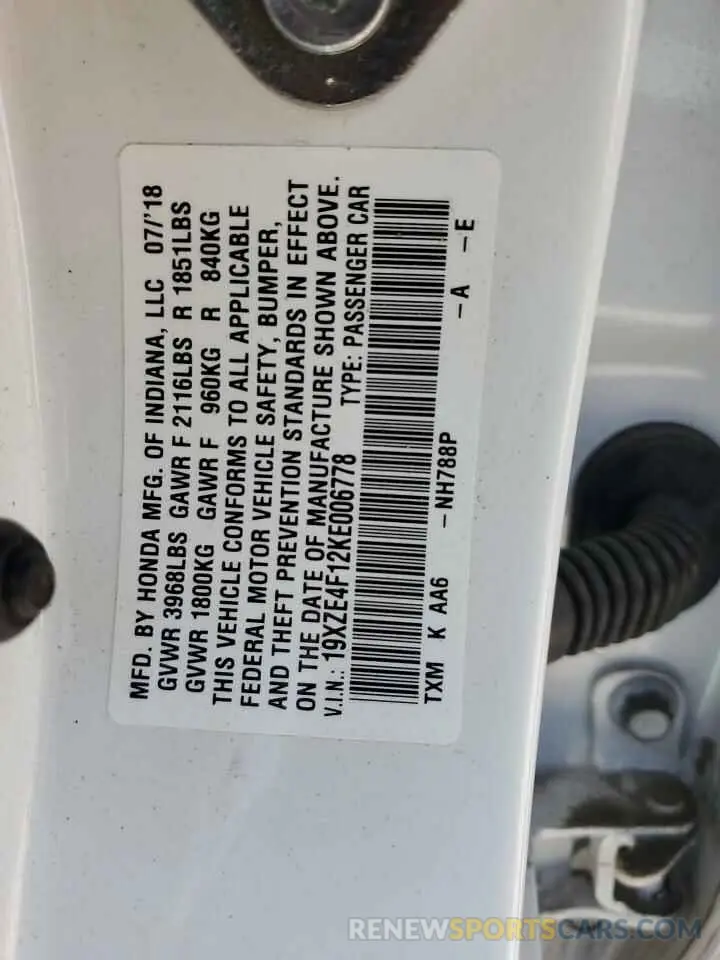 MFD. BY HONDA MFG. OF INDIANA, LLC 07/'18
GVWR 3968LBS GAWR F 2116LBS R 1851LBS
GVWR 1800KG GAWR F 960KG R 840KG
THIS VEHICLE CONFORMS TO ALL APPLICABLE
FEDERAL MOTOR VEHICLE SAFETY, BUMPER,
AND THEFT PREVENTION STANDARDS IN EFFECT
ON THE DATE OF MANUFACTURE SHOWN ABOVE.
V.I.N.: 19XZE4F12KE006778 TYPE: PASSENGER CAR
TXM K AA6 -NH788P -A -E
RENEWSPORTSCARS.COM